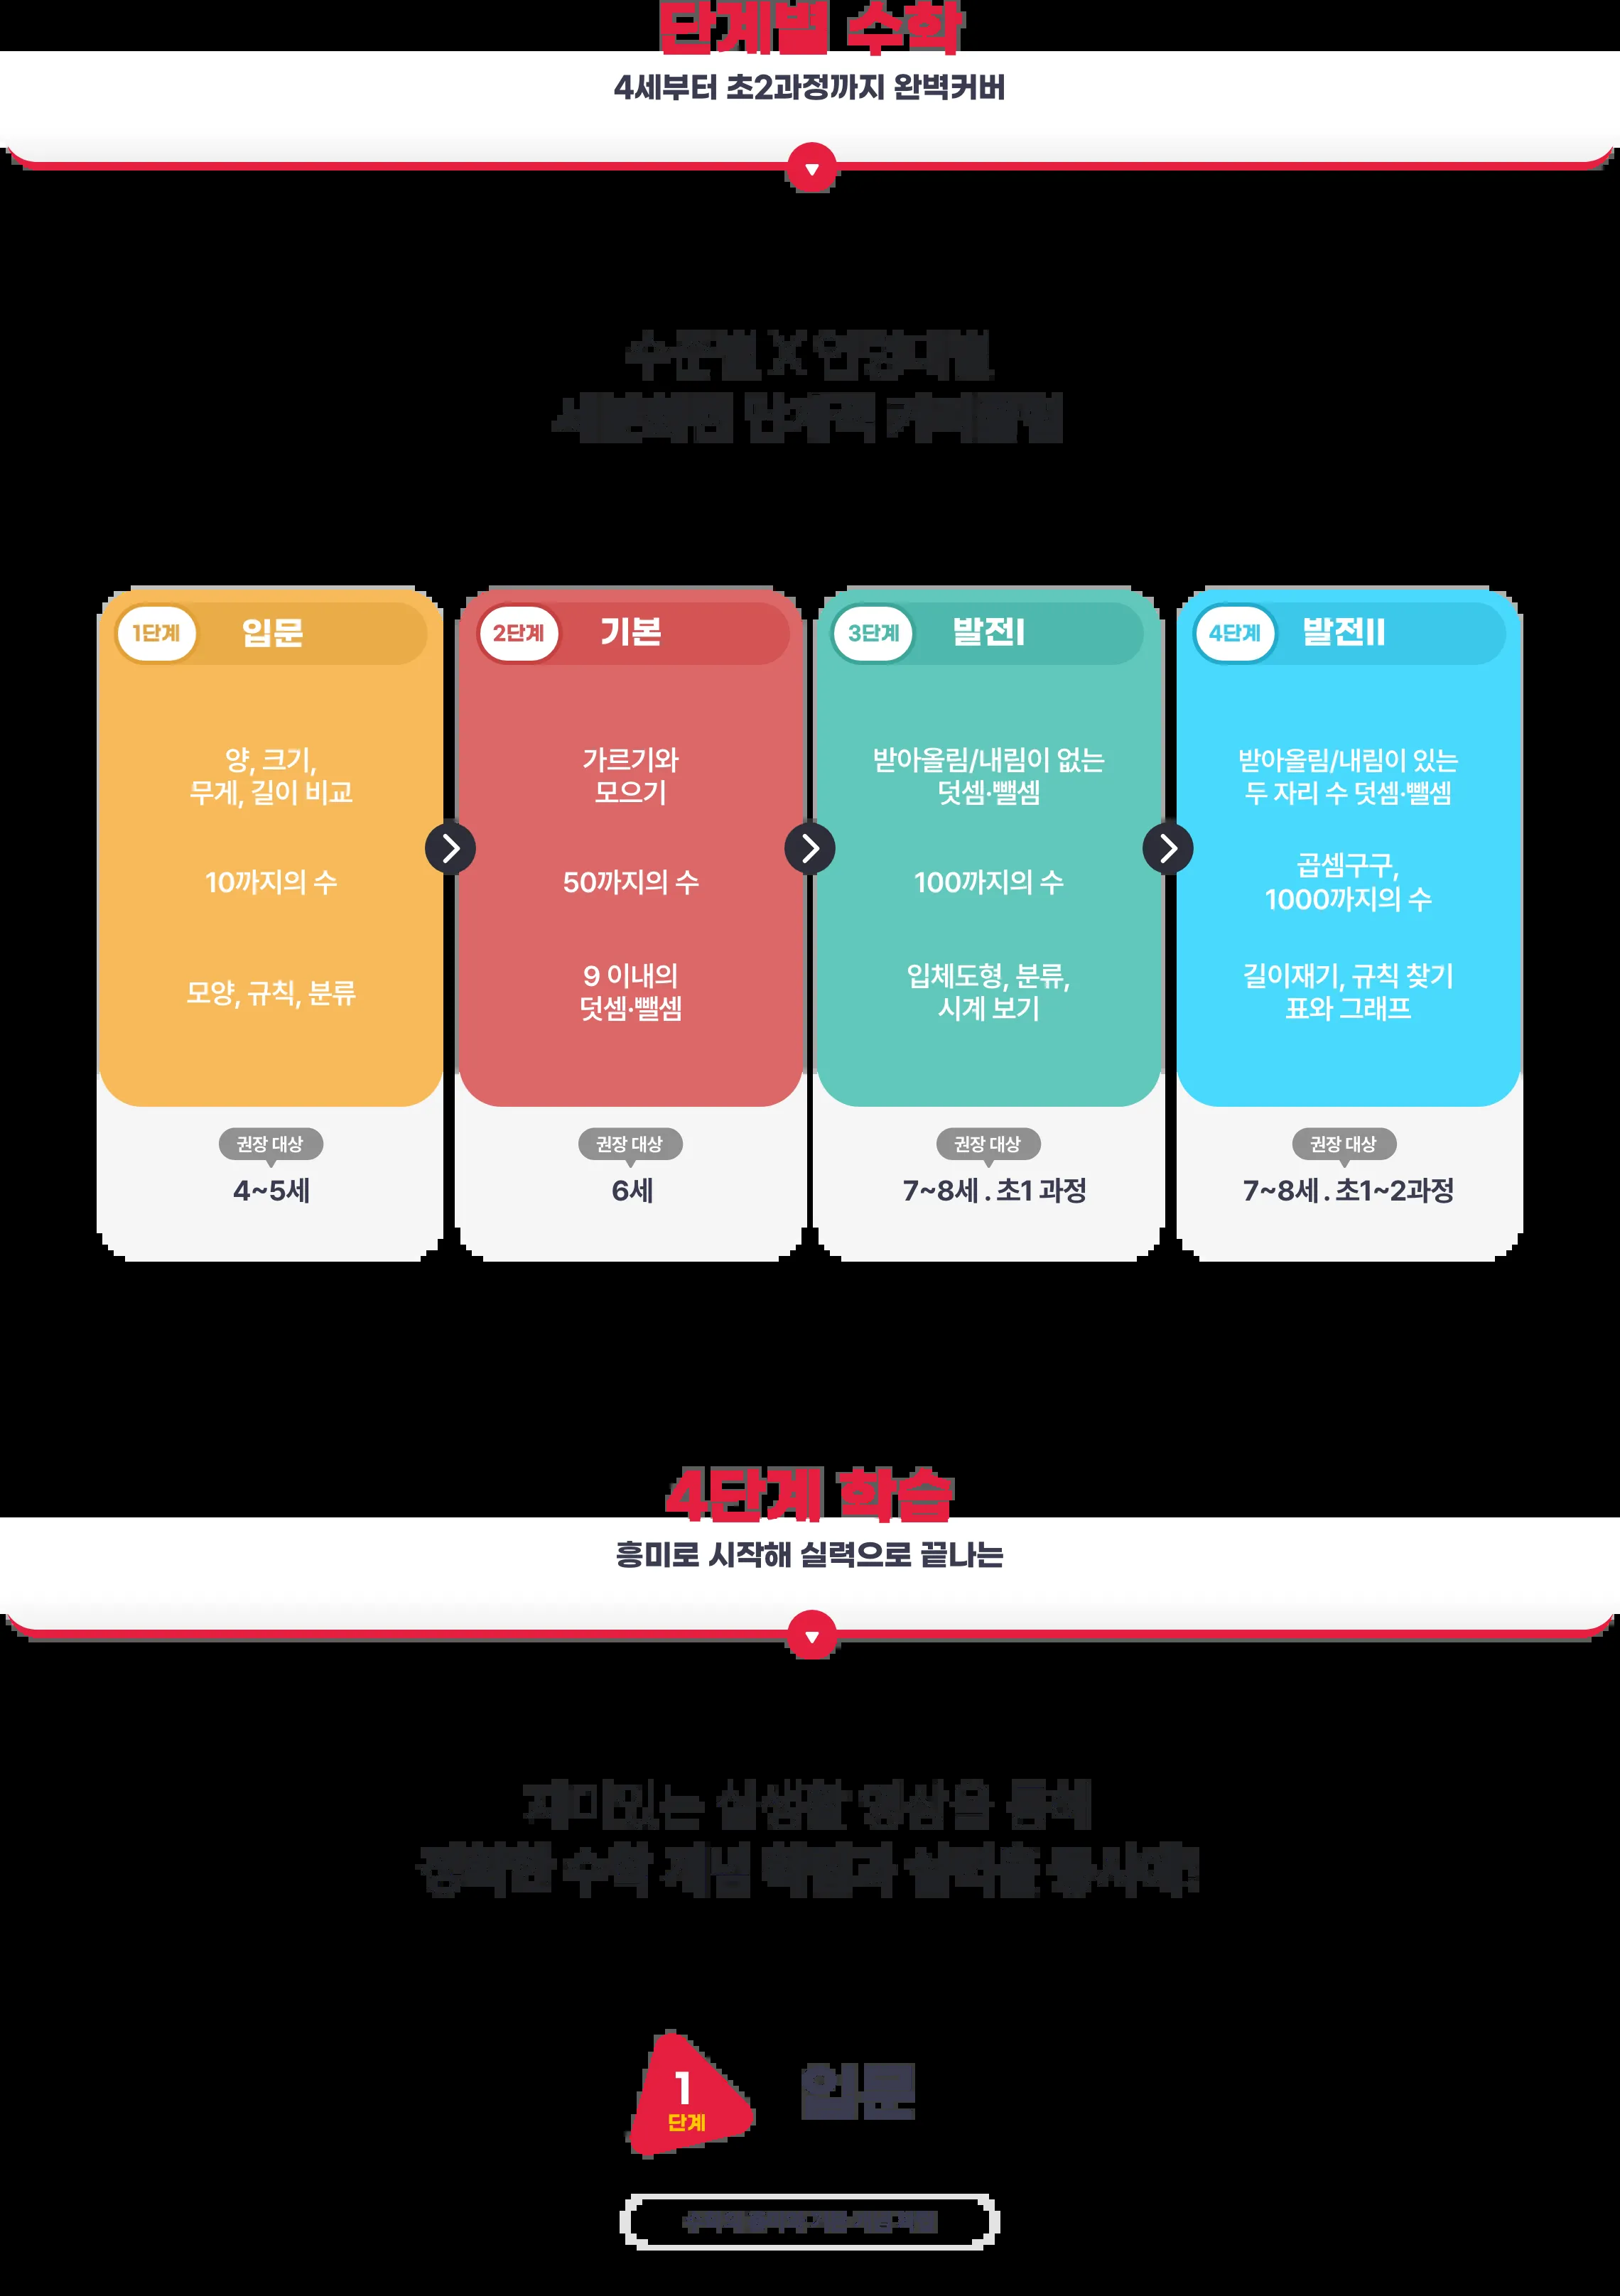 단계별 수학
4세부터 초2과정까지 완벽커버
수준별 X 연령대별
세분화된 단계적 커리큘럼
1단계 입문
양, 크기,
무게, 길이 비교
10까지의 수
모양, 규칙, 분류
권장 대상
4~5세
2단계 기본
가르기와
모으기
50까지의 수
9 이내의
덧셈·뺄셈
권장 대상
6세
3단계 발전I
받아올림/내림이 없는
덧셈·뺄셈
100까지의 수
입체도형, 분류,
시계 보기
권장 대상
7~8세 . 초1 과정
4단계 발전II
받아올림/내림이 있는
두 자리 수 덧셈·뺄셈
곱셈구구,
1000까지의 수
길이재기, 규칙 찾기
표와 그래프
권장 대상
7~8세 . 초1~2과정
4단계 학습
흥미로 시작해 실력으로 끝나는
재미있는 실생활 영상을 통해
정확한 수학 개념 학습과 심화를 동시에!
1
단계
입문